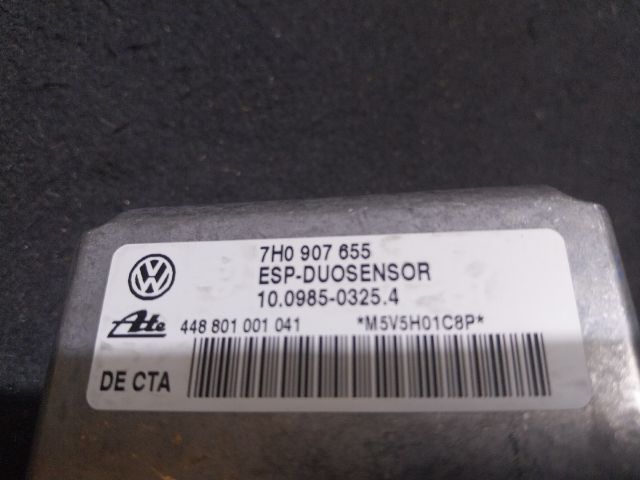 7H0 907 655
ESP-DUOSENSOR
10.0985-0325.4
Ate 448 801 001 041 *M5V5H01C8P*
DE CTA